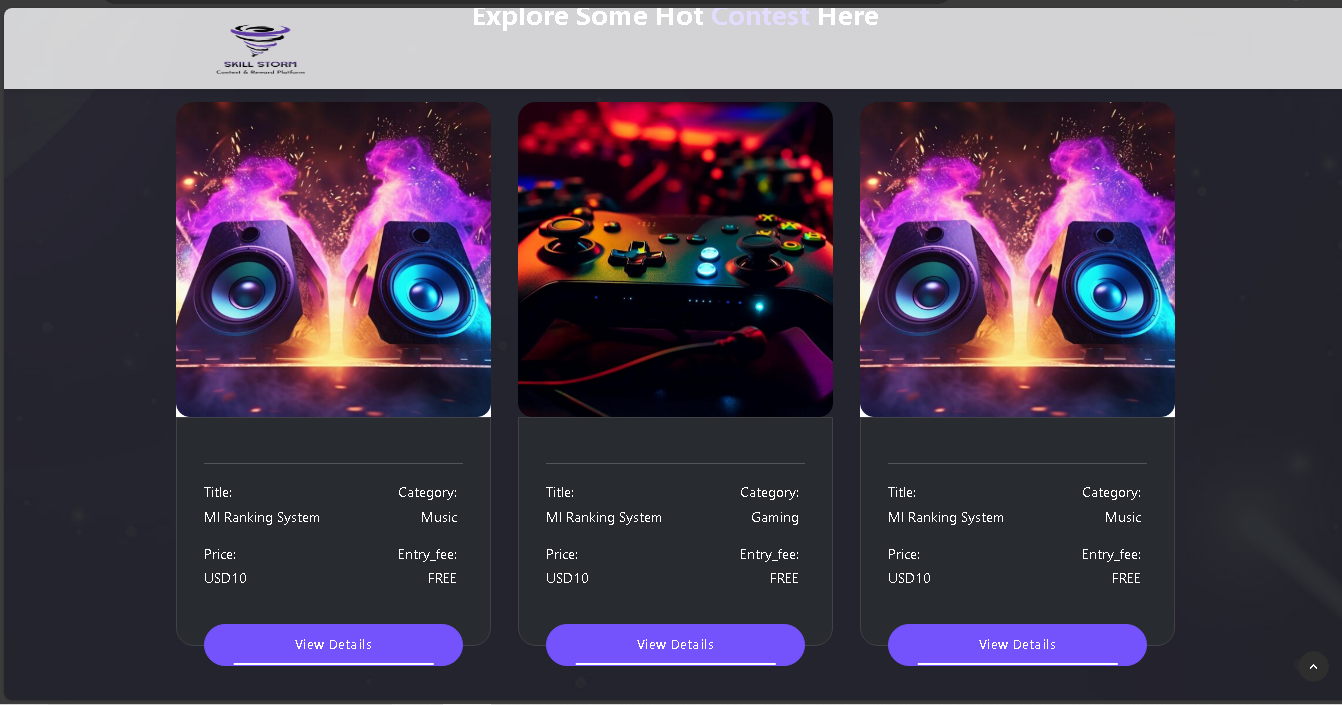 Explore Some Hot Contest Here
SKILL STORM
Contest & Reward Platform
Title: Category:
MI Ranking System Music
Price: Entry_fee:
USD10 FREE
View Details
Title: Category:
MI Ranking System Gaming
Price: Entry_fee:
USD10 FREE
View Details
Title: Category:
MI Ranking System Music
Price: Entry_fee:
USD10 FREE
View Details